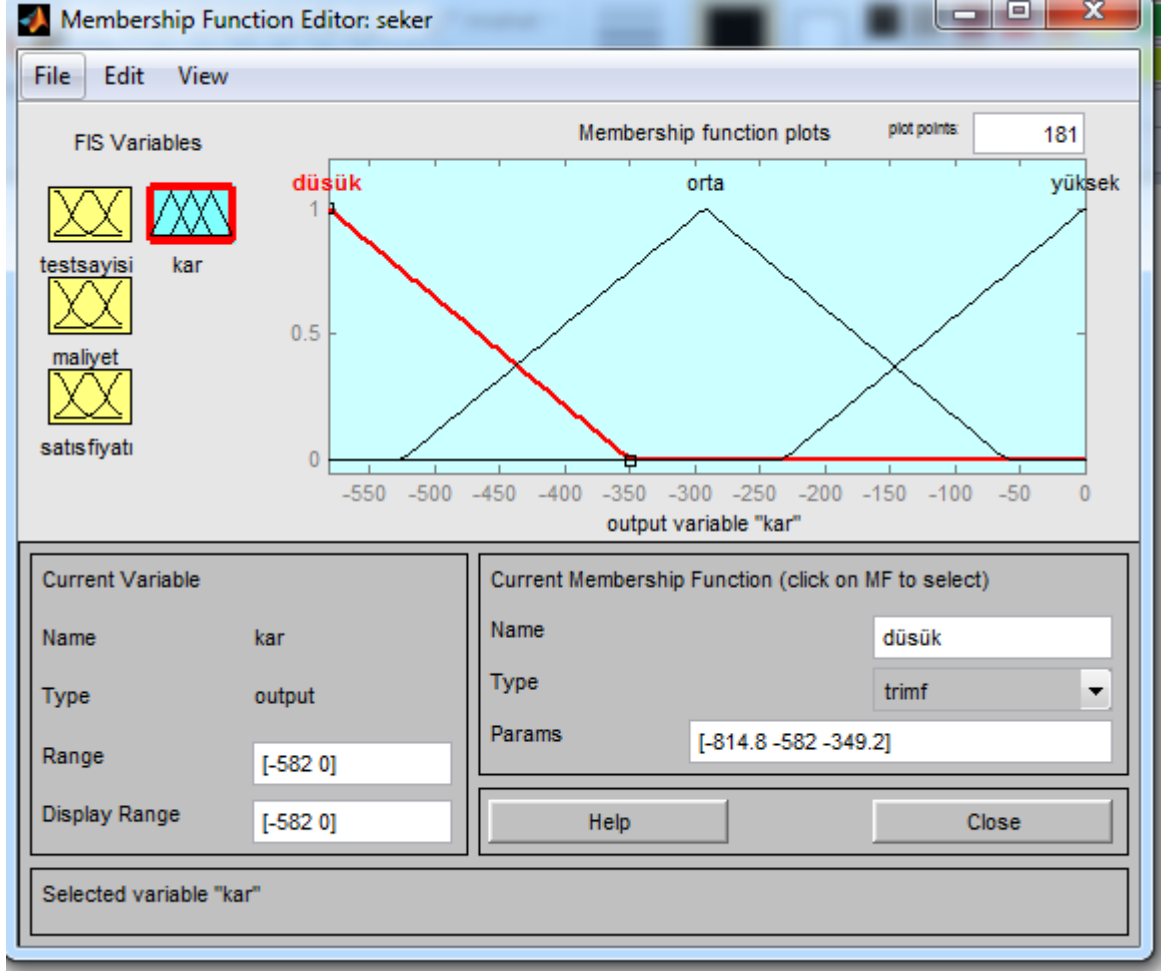 Membership Function Editor: seker
File Edit View
FIS Variables
Membership function plots
plot points:
181
düsük
orta
yüksek
testsayisi
kar
maliyet
satısfiyatı
1
0.5
0
-550 -500 -450 -400 -350 -300 -250 -200 -150 -100 -50 0
output variable "kar"
Current Variable
Name kar
Type output
Range [-582 0]
Display Range [-582 0]
Current Membership Function (click on MF to select)
Name düsük
Type trimf
Params [-814.8 -582 -349.2]
Help Close
Selected variable "kar"